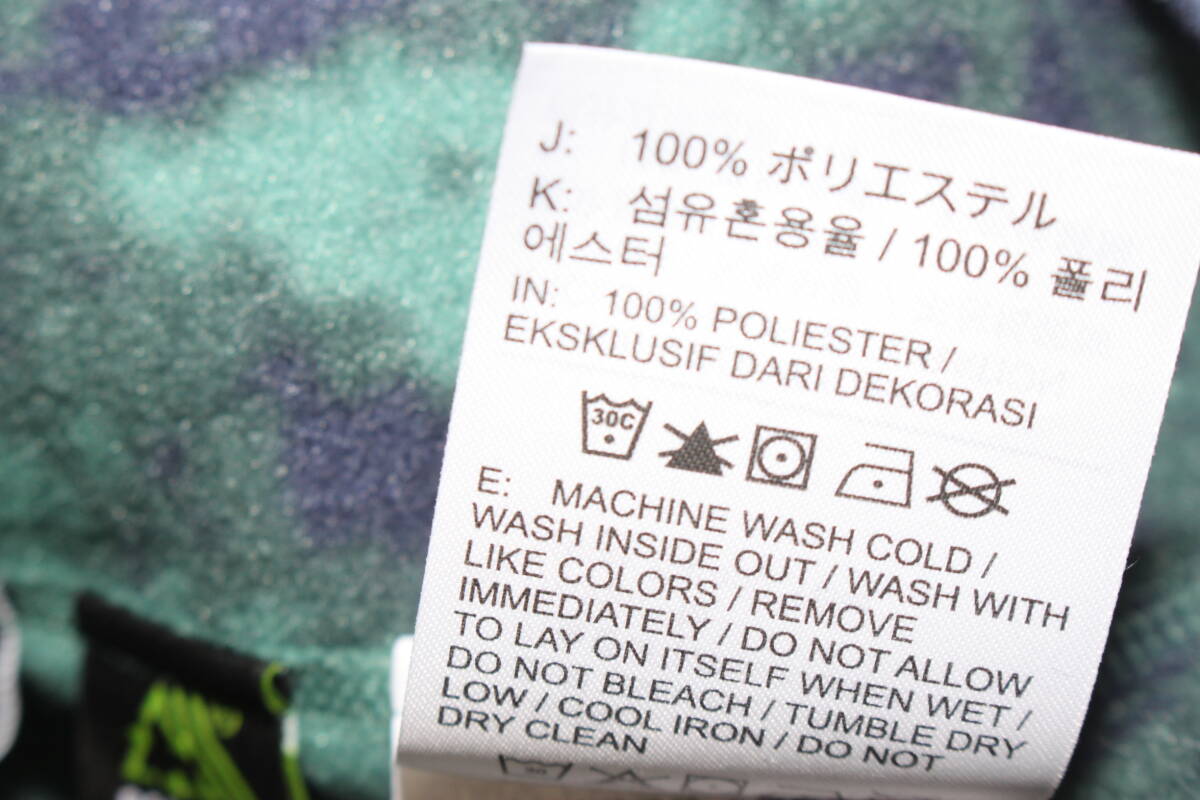 J: 100% ポリエステル
K: 섬유혼용율 / 100% 폴리
에스터
IN: 100% POLIESTER /
EKSKLUSIF DARI DEKORASI
30C
E: MACHINE WASH COLD /
WASH INSIDE OUT / WASH WITH
LIKE COLORS / REMOVE
IMMEDIATELY / DO NOT ALLOW
TO LAY ON ITSELF WHEN WET /
DO NOT BLEACH / TUMBLE DRY
LOW / COOL IRON / DO NOT
DRY CLEAN